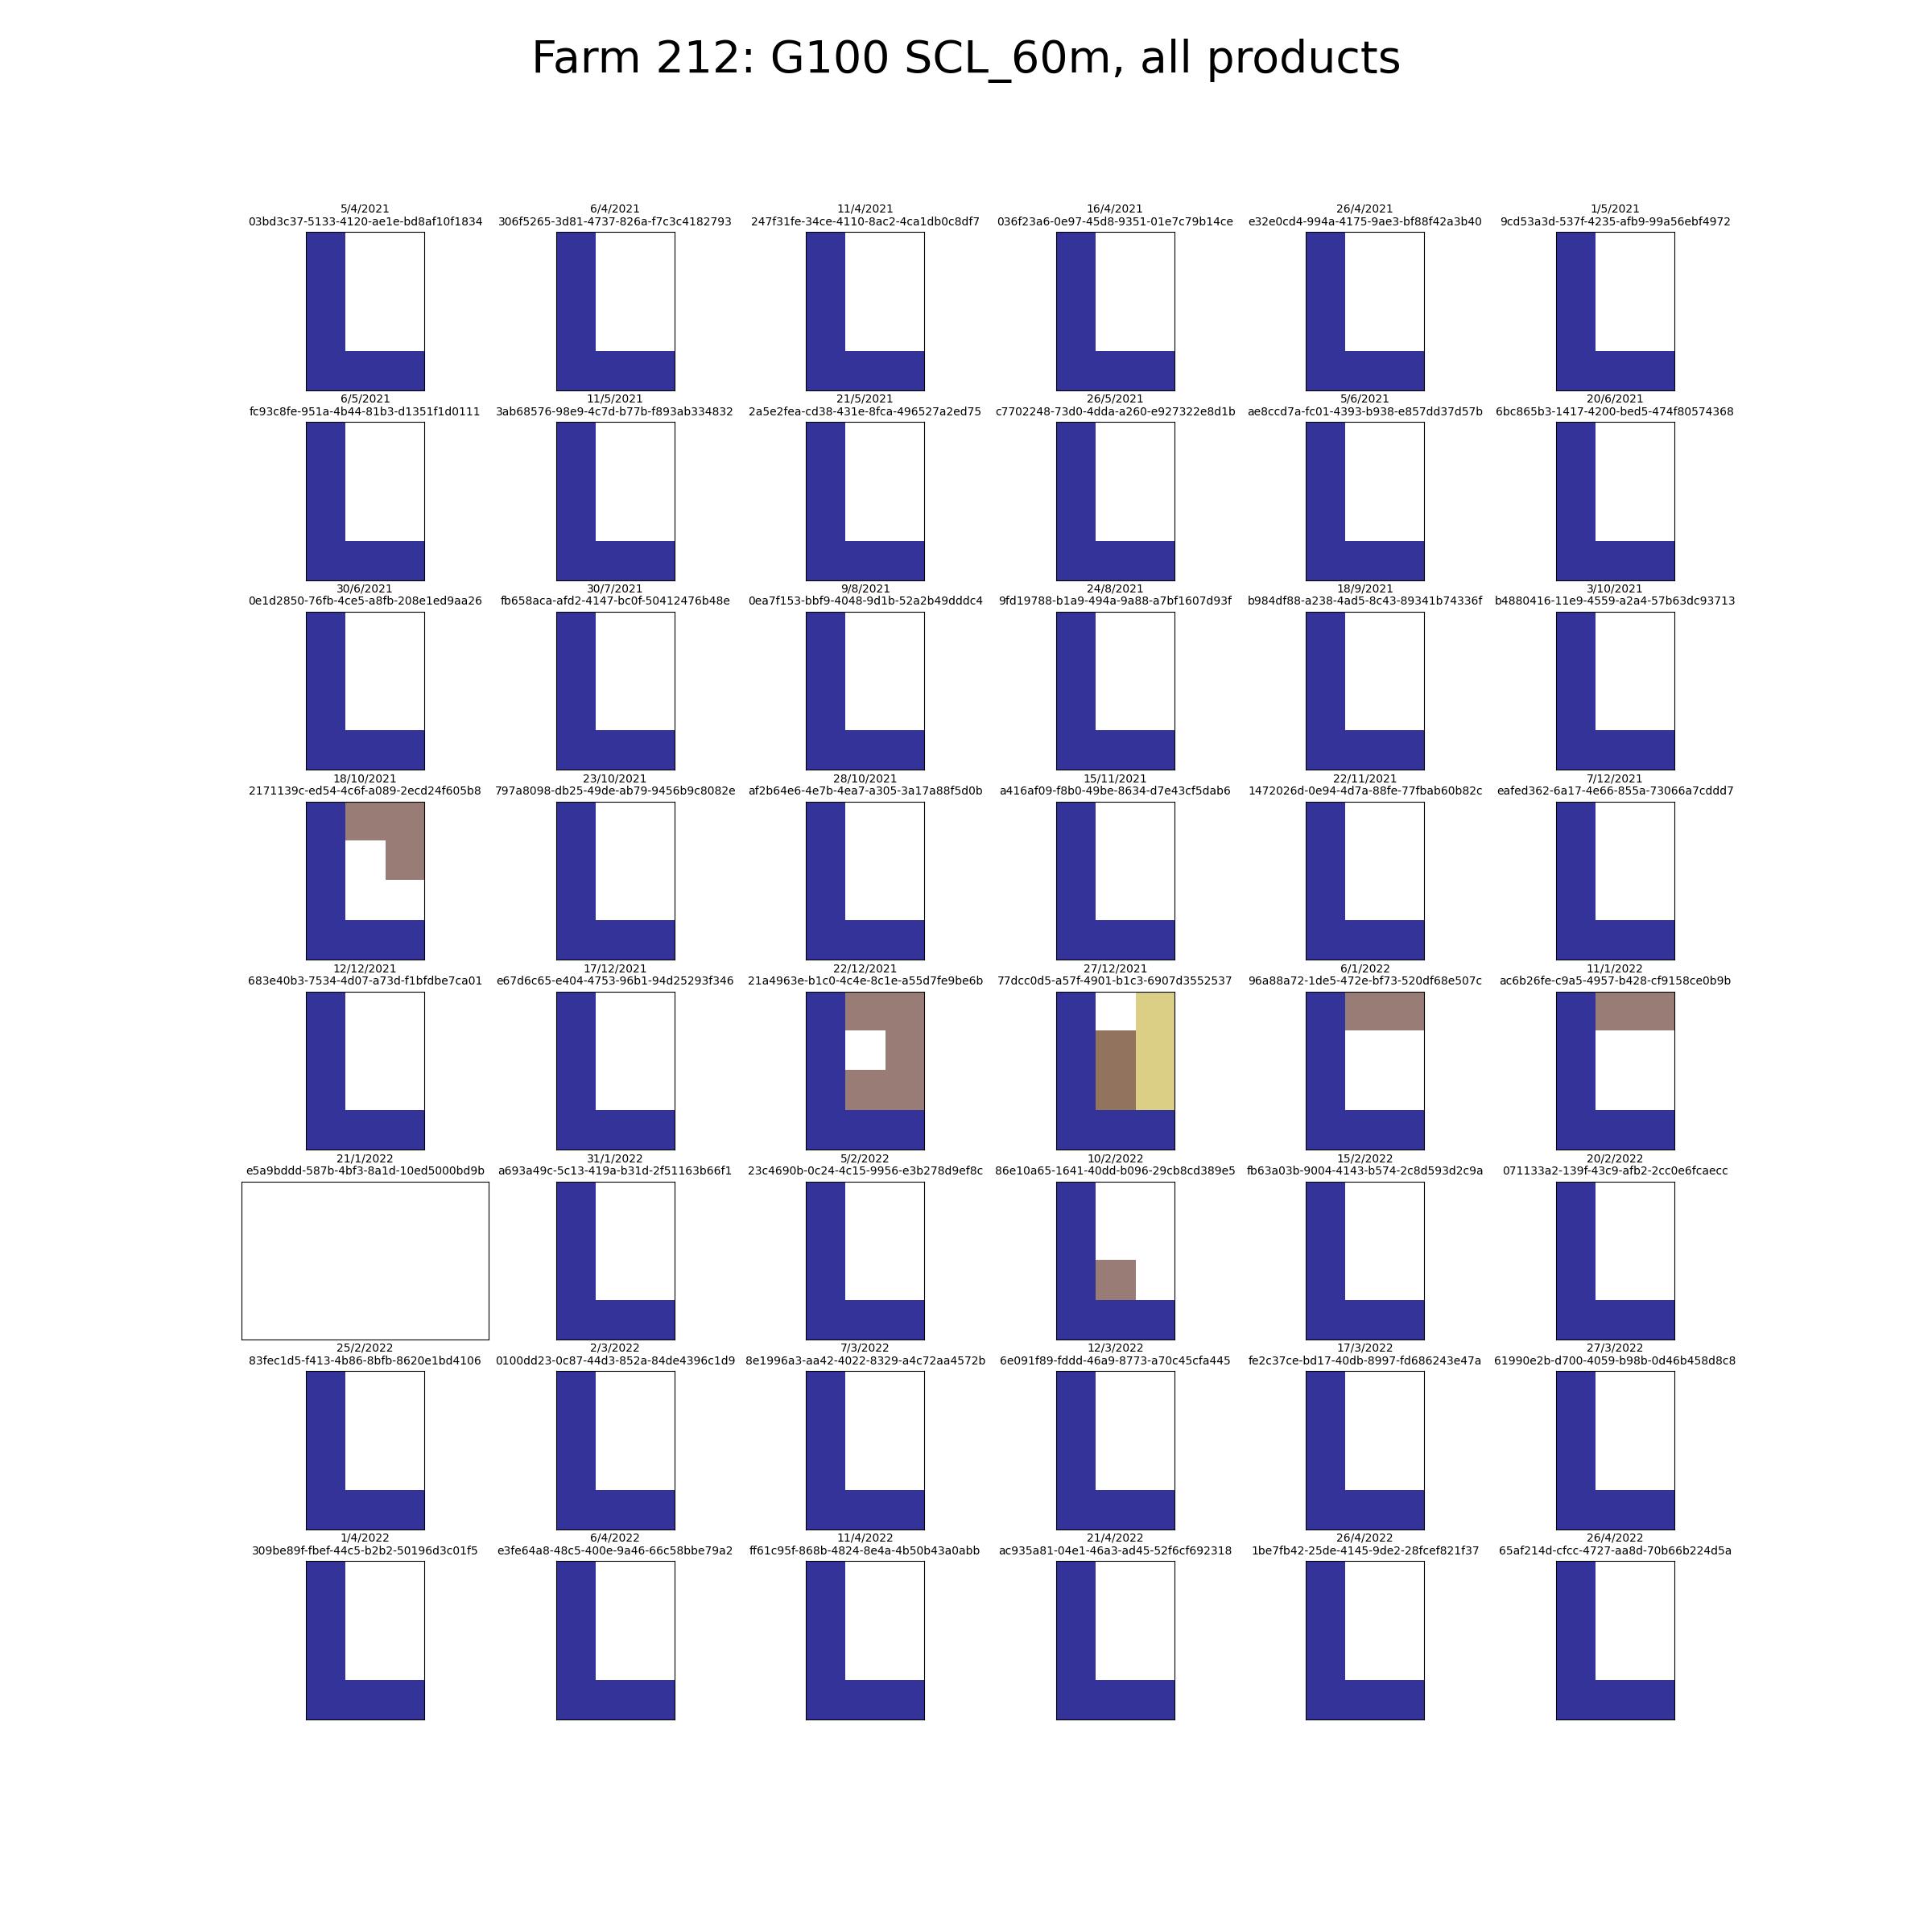 Farm 212: G100 SCL_60m, all products
5/4/2021
03bd3c37-5133-4120-ae1e-bd8af10f1834
6/4/2021
306f5265-3d81-4737-826a-f7c3c4182793
11/4/2021
247f31fe-34ce-4110-8ac2-4ca1db0c8df7
16/4/2021
036f23a6-0e97-45d8-9351-01e7c79b14ce
26/4/2021
e32e0cd4-994a-4175-9ae3-bf88f42a3b40
1/5/2021
9cd53a3d-537f-4235-afb9-99a56ebf4972
6/5/2021
fc93c8fe-951a-4b44-81b3-d1351f1d0111
11/5/2021
3ab68576-98e9-4c7d-b77b-f893ab334832
21/5/2021
2a5e2fea-cd38-431e-8fca-496527a2ed75
26/5/2021
c7702248-73d0-4dda-a260-e927322e8d1b
5/6/2021
ae8ccd7a-fc01-4393-b938-e857dd37d57b
20/6/2021
6bc865b3-1417-4200-bed5-474f80574368
30/6/2021
0e1d2850-76fb-4ce5-a8fb-208e1ed9aa26
30/7/2021
fb658aca-afd2-4147-bc0f-50412476b48e
9/8/2021
0ea7f153-bbf9-4048-9d1b-52a2b49dddc4
24/8/2021
9fd19788-b1a9-494a-9a88-a7bf1607d93f
18/9/2021
b984df88-a238-4ad5-8c43-89341b74336f
3/10/2021
b4880416-11e9-4559-a2a4-57b63dc93713
18/10/2021
2171139c-ed54-4c6f-a089-2ecd24f605b8
23/10/2021
797a8098-db25-49de-ab79-9456b9c8082e
28/10/2021
af2b64e6-4e7b-4ea7-a305-3a17a88f5d0b
15/11/2021
a416af09-f8b0-49be-8634-d7e43cf5dab6
22/11/2021
1472026d-0e94-4d7a-88fe-77fbab60b82c
7/12/2021
eafed362-6a17-4e66-855a-73066a7cddd7
12/12/2021
683e40b3-7534-4d07-a73d-f1bfdbe7ca01
17/12/2021
e67d6c65-e404-4753-96b1-94d25293f346
22/12/2021
21a4963e-b1c0-4c4e-8c1e-a55d7fe9be6b
27/12/2021
77dcc0d5-a57f-4901-b1c3-6907d3552537
6/1/2022
96a88a72-1de5-472e-bf73-520df68e507c
11/1/2022
ac6b26fe-c9a5-4957-b428-cf9158ce0b9b
21/1/2022
e5a9bddd-587b-4bf3-8a1d-10ed5000bd9b
31/1/2022
a693a49c-5c13-419a-b31d-2f51163b66f1
5/2/2022
23c4690b-0c24-4c15-9956-e3b278d9ef8c
10/2/2022
86e10a65-1641-40dd-b096-29cb8cd389e5
15/2/2022
fb63a03b-9004-4143-b574-2c8d593d2c9a
20/2/2022
071133a2-139f-43c9-afb2-2cc0e6fcaecc
25/2/2022
83fec1d5-f413-4b86-8bfb-8620e1bd4106
2/3/2022
0100dd23-0c87-44d3-852a-84de4396c1d9
7/3/2022
8e1996a3-aa42-4022-8329-a4c72aa4572b
12/3/2022
6e091f89-fddd-46a9-8773-a70c45cfa445
17/3/2022
fe2c37ce-bd17-40db-8997-fd686243e47a
27/3/2022
61990e2b-d700-4059-b98b-0d46b458d8c8
1/4/2022
309be89f-fbef-44c5-b2b2-50196d3c01f5
6/4/2022
e3fe64a8-48c5-400e-9a46-66c58bbe79a2
11/4/2022
ff61c95f-868b-4824-8e4a-4b50b43a0abb
21/4/2022
ac935a81-04e1-46a3-ad45-52f6cf692318
26/4/2022
1be7fb42-25de-4145-9de2-28fcef821f37
26/4/2022
65af214d-cfcc-4727-aa8d-70b66b224d5a